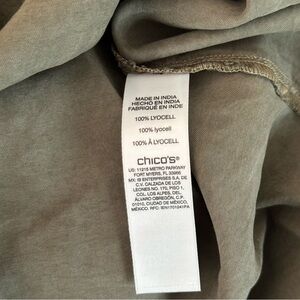 MADE IN INDIA
HECHO EN INDIA
FABRIQUÉ EN INDE
100% LYOCELL
100% lyocell
100% À LYOCELL
chico's®
US: 11215 METRO PARKWAY
FORT MYERS, FL 33966
MX: IB ENTERPRISES S.A. DE
C.V. CALZADA DE LOS
LEONES NO. 170, PISO 1,
COL. LOS ALPES, DEL.
ÁLVARO OBREGÓN, C.P.
01010, CIUDAD DE MÉXICO,
MÉXICO. RFC: